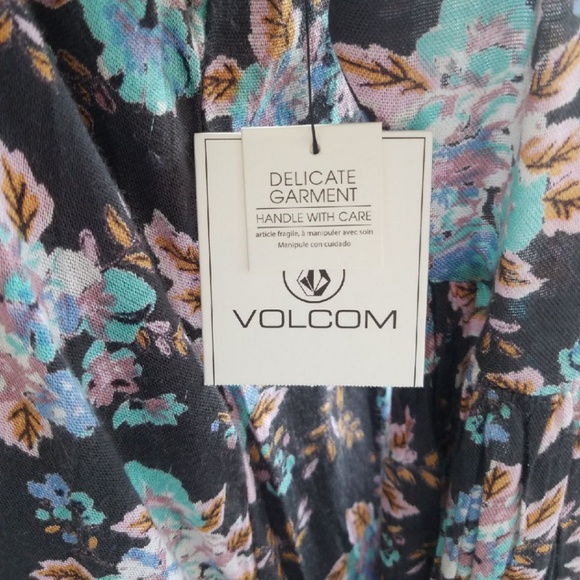 DELICATE
GARMENT
HANDLE WITH CARE
article fragile, à manipuler avec soin
Manipule con cuidado
VOLCOM